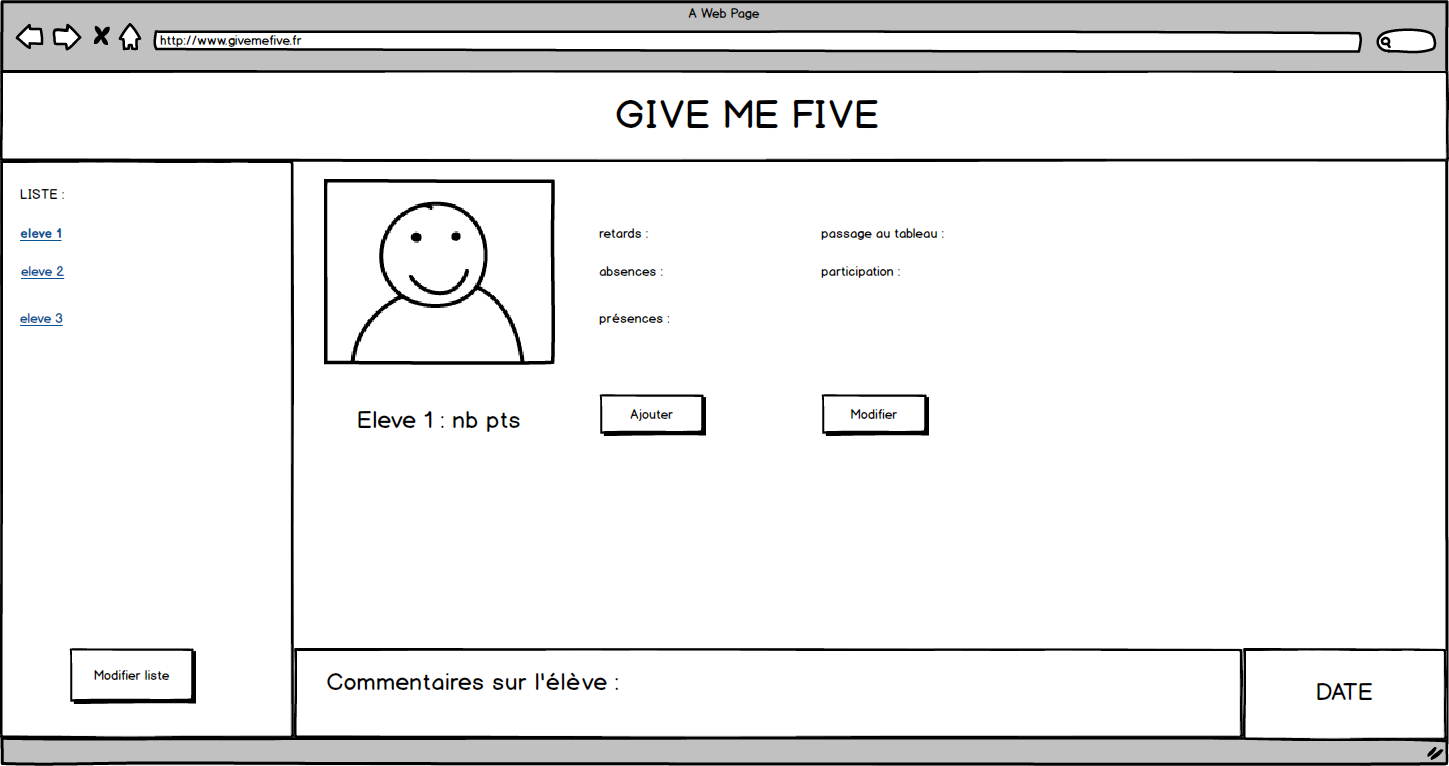 A Web Page
http://www.givemefive.fr
GIVE ME FIVE
LISTE :
eleve 1
eleve 2
eleve 3
Modifier liste
retards :
absences :
présences :
passage au tableau :
participation :
Eleve 1 : nb pts
Ajouter
Modifier
Commentaires sur l'élève :
DATE